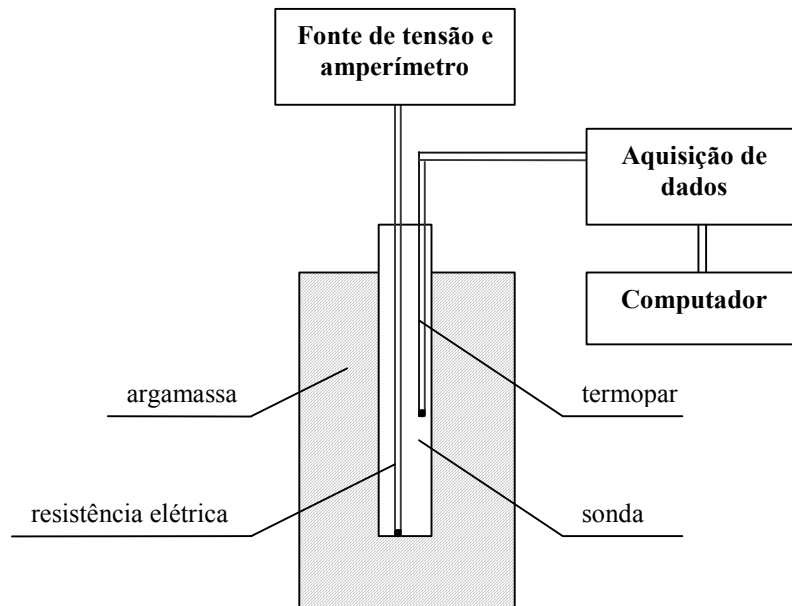 Fonte de tensão e
amperímetro
Aquisição de
dados
Computador
argamassa
termopar
resistência elétrica
sonda